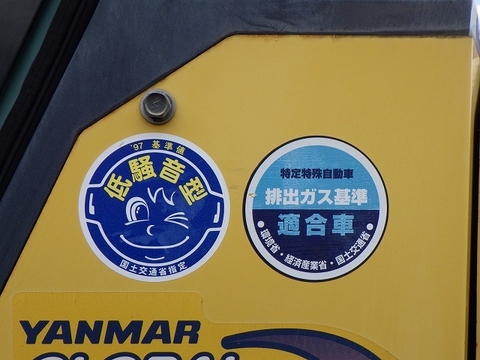 '97 基準値
低騒音型
国土交通省指定
特定特殊自動車
排出ガス基準
適合車
●環境省・経済産業省・国土交通省●
YANMAR
GLOBAL